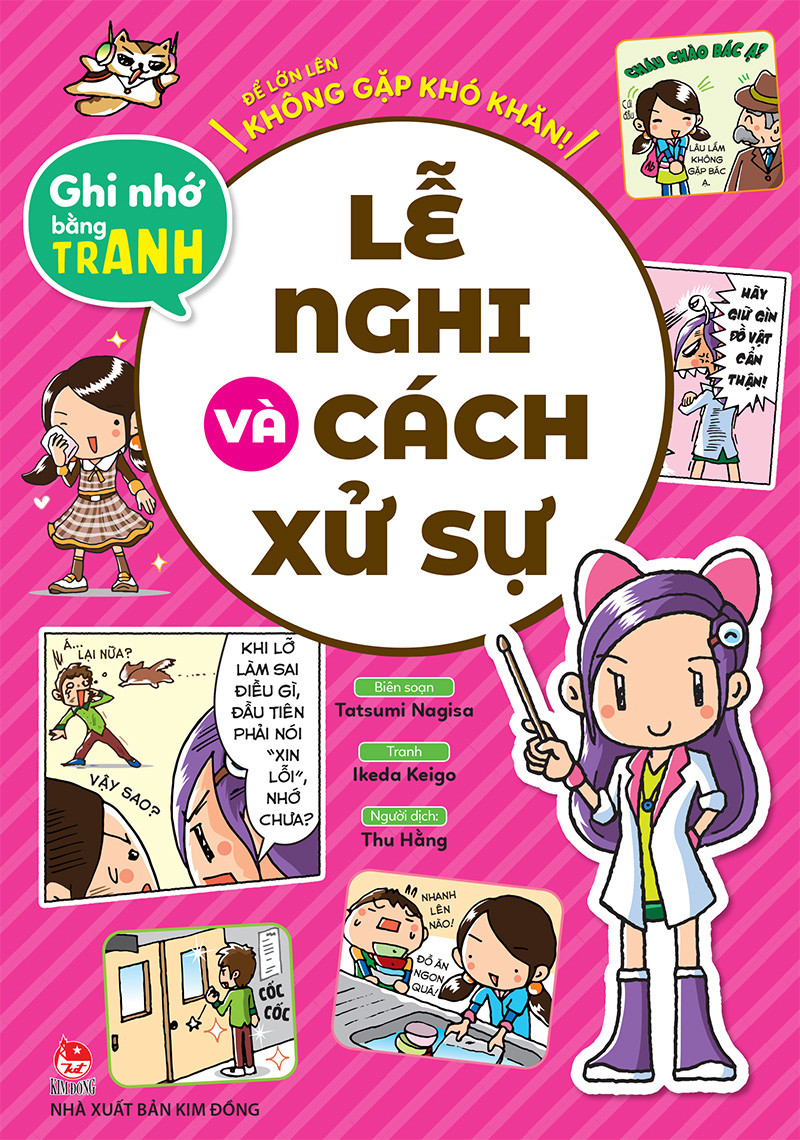 ĐỂ LỚN LÊN
KHÔNG GẶP KHÓ KHĂN!
Ghi nhớ
bằng
TRANH
LỄ
NGHI
VÀ CÁCH
XỬ SỰ
CHÁU CHÀO BÁC Ạ?
Cúi
đầu
LÂU LẮM
KHÔNG
GẶP BÁC
Ạ.
HÃY
GIỮ GÌN
ĐỒ VẬT
CẨN
THẬN!
Á...
LẠI NỮA?
KHI LỠ
LÀM SAI
ĐIỀU GÌ,
ĐẦU TIÊN
PHẢI NÓI
“XIN
LỖI”,
NHỚ
CHƯA?
VẬY SAO?
Biên soạn
Tatsumi Nagisa
Tranh
Ikeda Keigo
Người dịch:
Thu Hằng
NHANH
LÊN
NÀO!
ĐỒ ĂN
NGON
QUÁ!
CỐC
CỐC
KIM ĐỒNG
NHÀ XUẤT BẢN KIM ĐỒNG